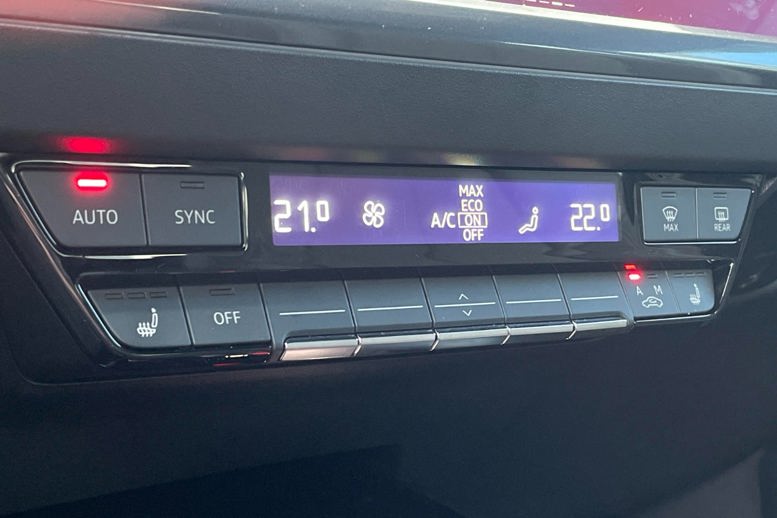 AUTO
SYNC
21.0
A/C
MAX
ECO
ON
OFF
22.0
MAX
REAR
OFF
A M